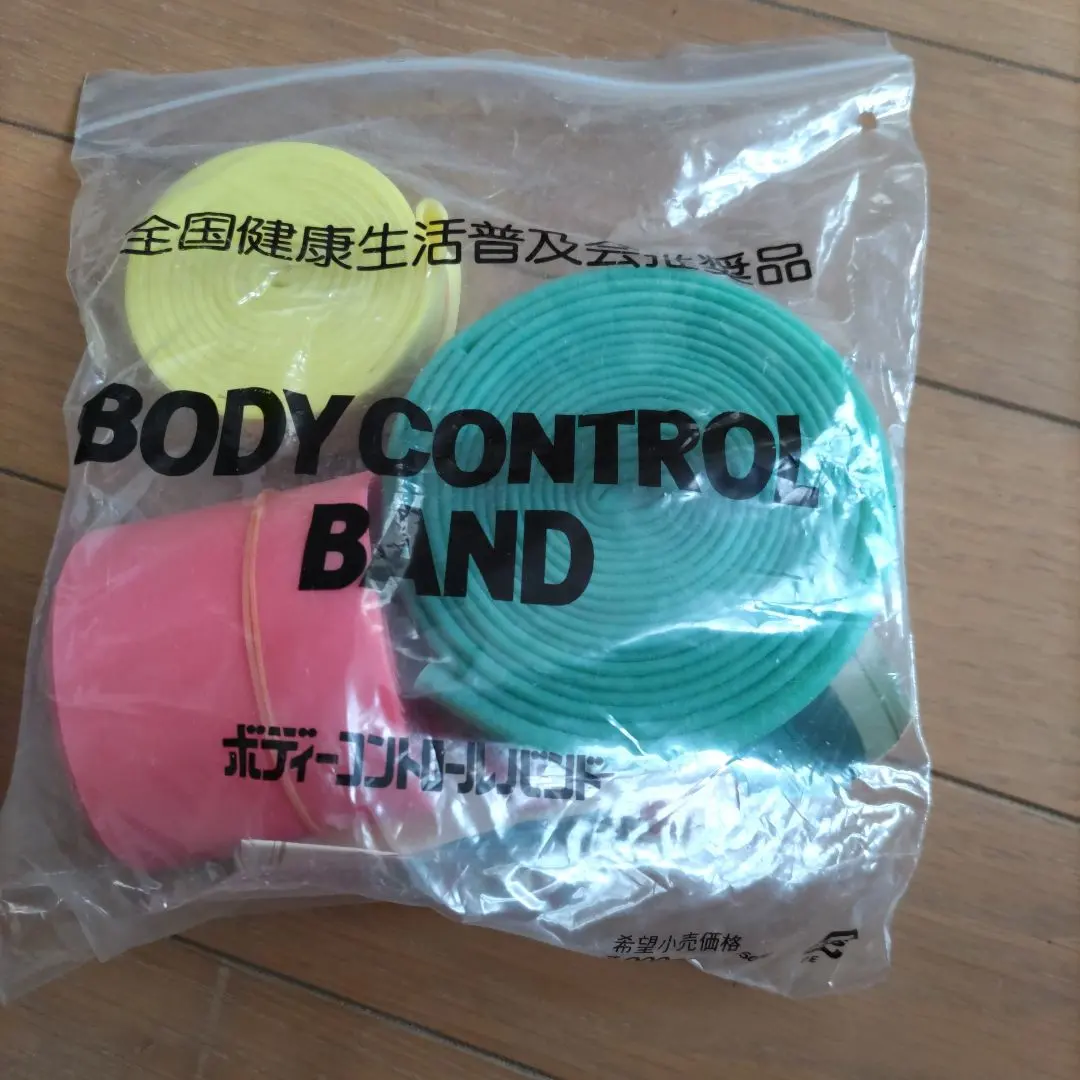 全国健康生活普及会推奨品
BODY CONTROL
BAND
ボディーコントロールバンド
希望小売価格